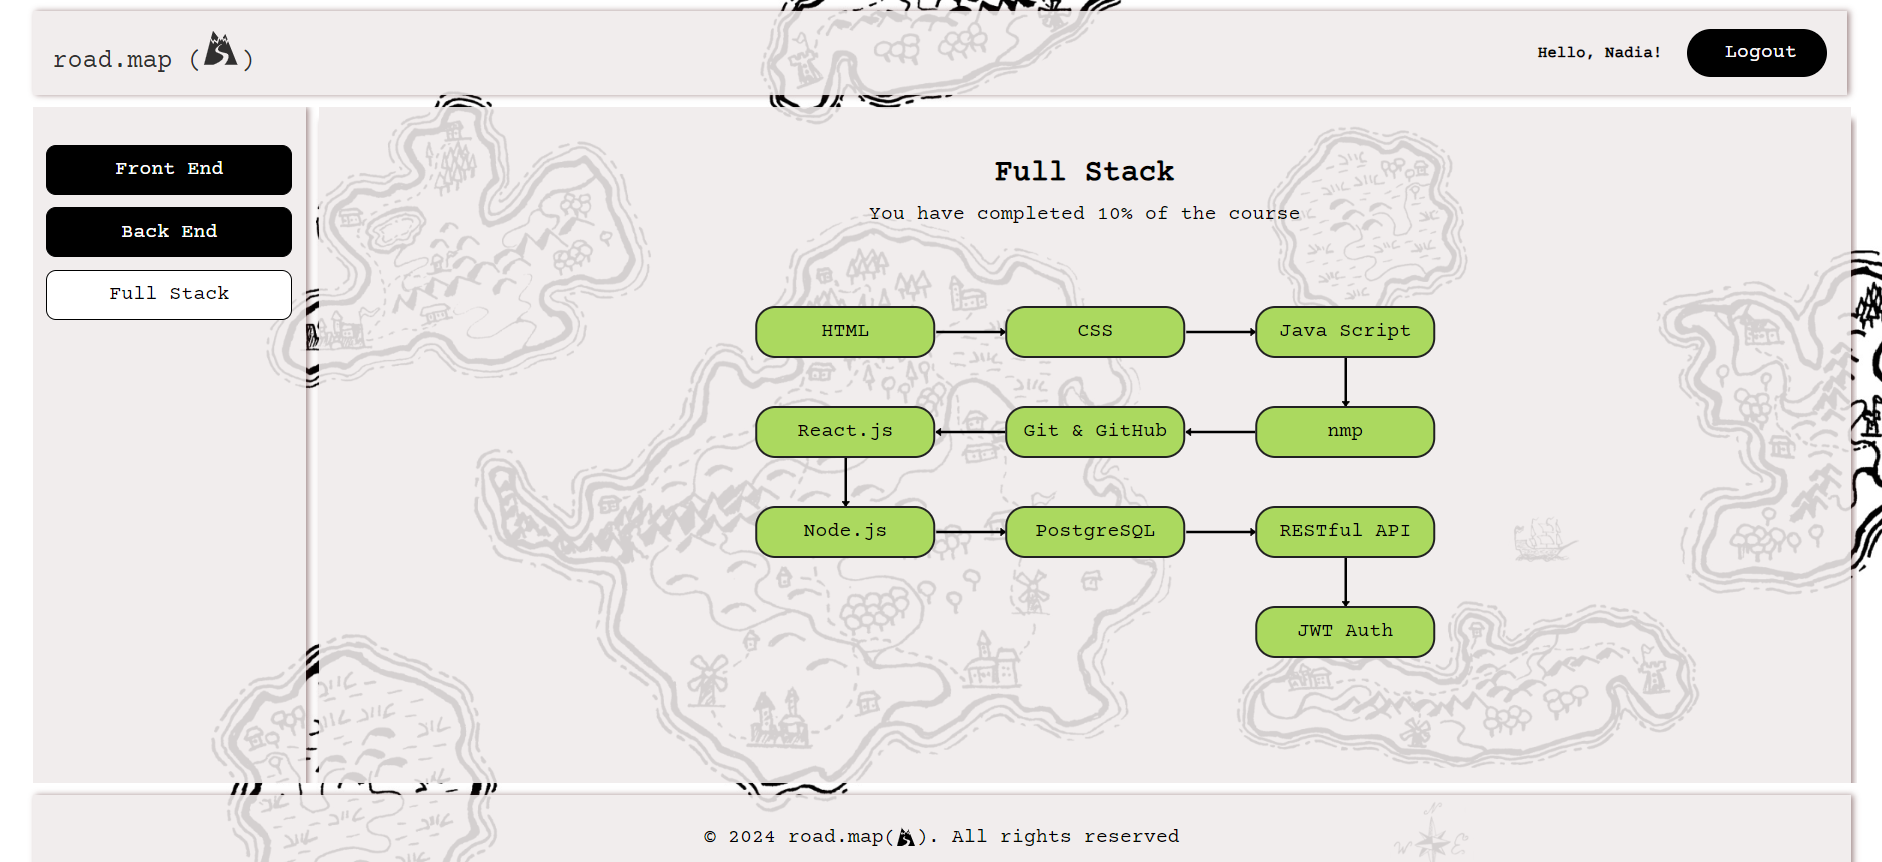 road.map ( )
Hello, Nadia!
Logout
Front End
Back End
Full Stack
Full Stack
You have completed 10% of the course
HTML
CSS
Java Script
React.js
Git & GitHub
nmp
Node.js
PostgreSQL
RESTful API
JWT Auth
© 2024 road.map( ). All rights reserved
N
W
E